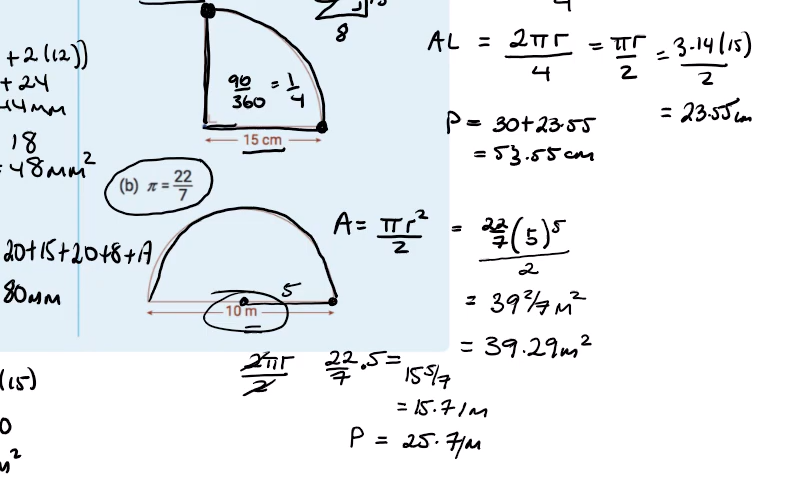 4
8
+ 2(12))
+ 24
44mm
18
= 48mm²
90/360 = 1/4
15 cm
AL = 2πr/4 = πr/2 = 3.14(15)/2
= 23.55cm
P = 30+23.55
= 53.55cm
(b) π = 22/7
20+15+20+8+A
80mm
5
10 m
A = πr²/2 = 22/7(5)⁵/2
= 39 2/7 m²
= 39.29m²
2πr/2 22/7 . 5 = 15 5/7
= 15.71m
P = 25.71m
(15)
0
m²